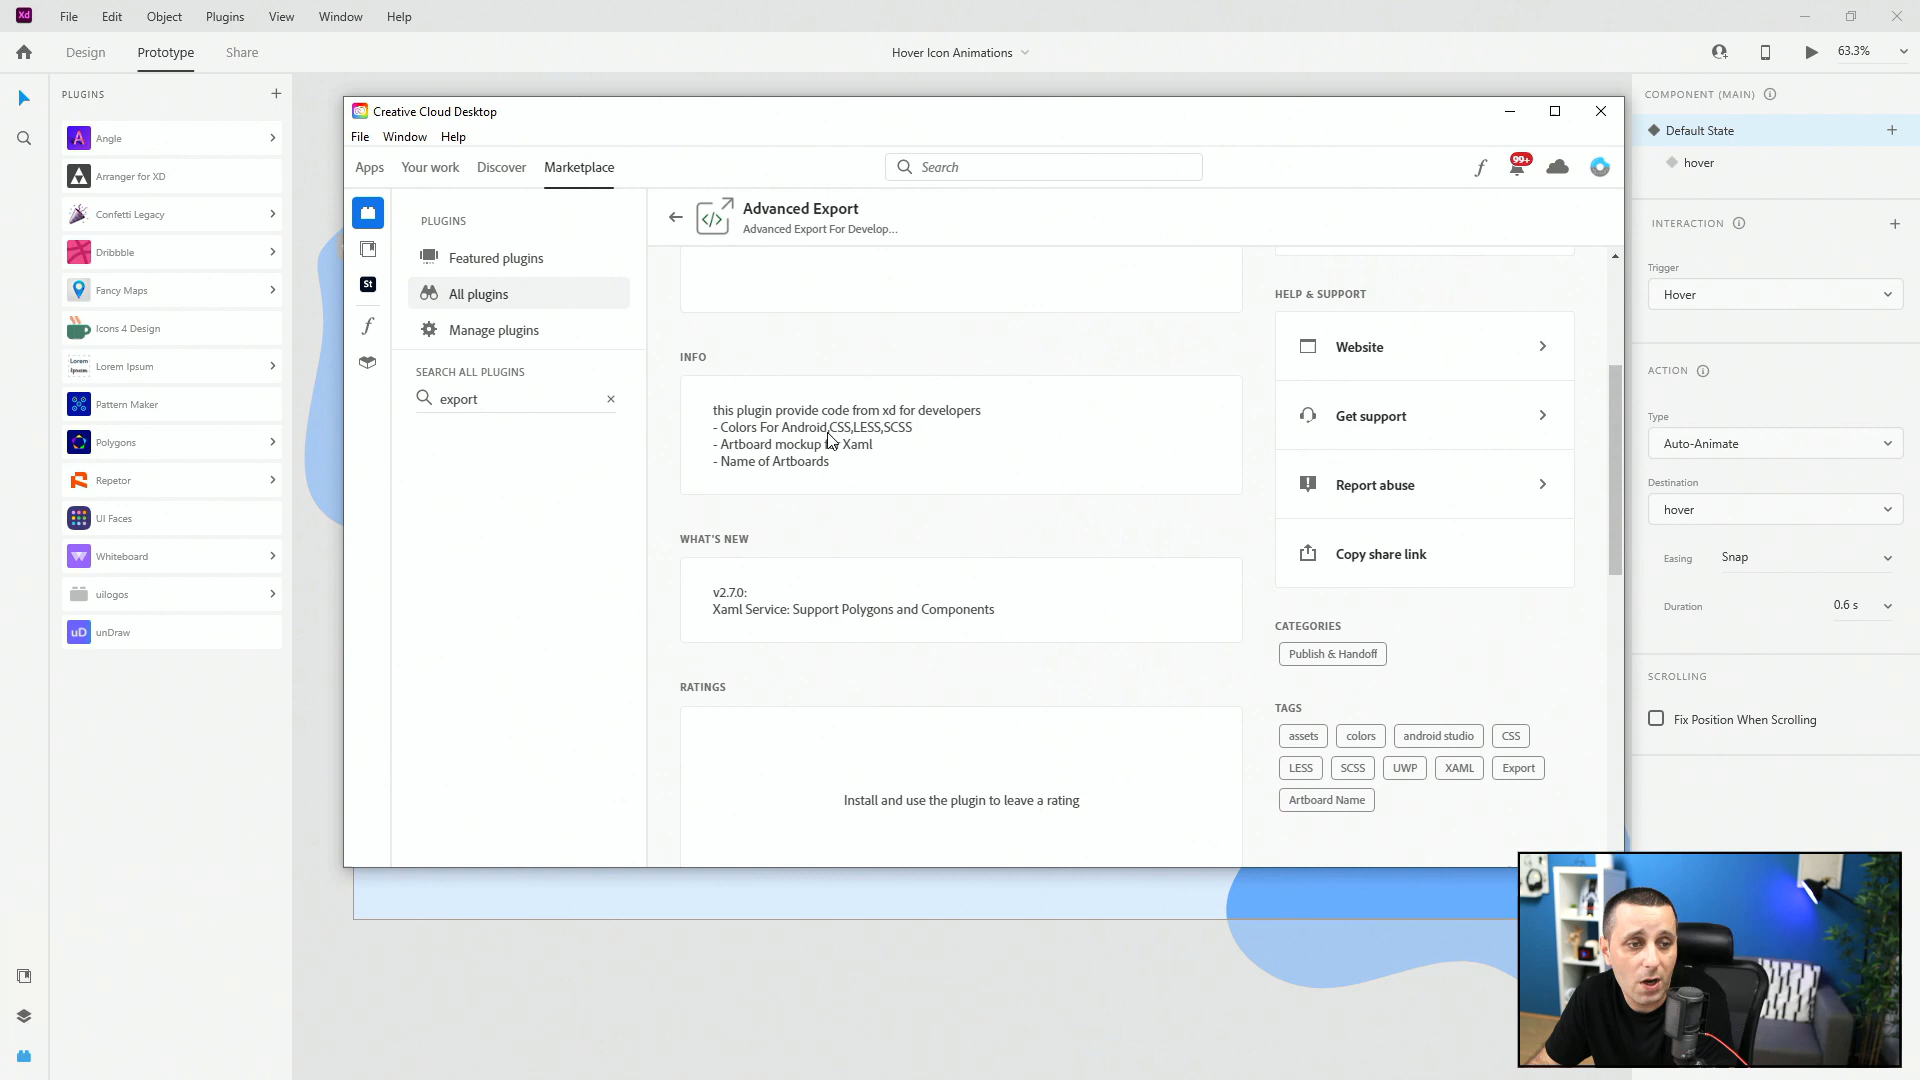 Xd File Edit Object Plugins View Window Help
Design Prototype Share
Hover Icon Animations
63.3%
PLUGINS
Angle
Arranger for XD
Confetti Legacy
Dribbble
Fancy Maps
Icons 4 Design
Lorem Ipsum
Lorem Ipsum
Pattern Maker
Polygons
Repetor
UI Faces
Whiteboard
uilogos
uD unDraw
Creative Cloud Desktop
File Window Help
Apps Your work Discover Marketplace
Search
99+
St
PLUGINS
Featured plugins
All plugins
Manage plugins
SEARCH ALL PLUGINS
export
Advanced Export
Advanced Export For Develop...
INFO
this plugin provide code from xd for developers
- Colors For Android,CSS,LESS,SCSS
- Artboard mockup Xaml
- Name of Artboards
WHAT'S NEW
v2.7.0:
Xaml Service: Support Polygons and Components
RATINGS
Install and use the plugin to leave a rating
HELP & SUPPORT
Website
Get support
Report abuse
Copy share link
CATEGORIES
Publish & Handoff
TAGS
assets colors android studio CSS
LESS SCSS UWP XAML Export
Artboard Name
COMPONENT (MAIN)
Default State
hover
INTERACTION
Trigger
Hover
ACTION
Type
Auto-Animate
Destination
hover
Easing Snap
Duration 0.6 s
SCROLLING
Fix Position When Scrolling